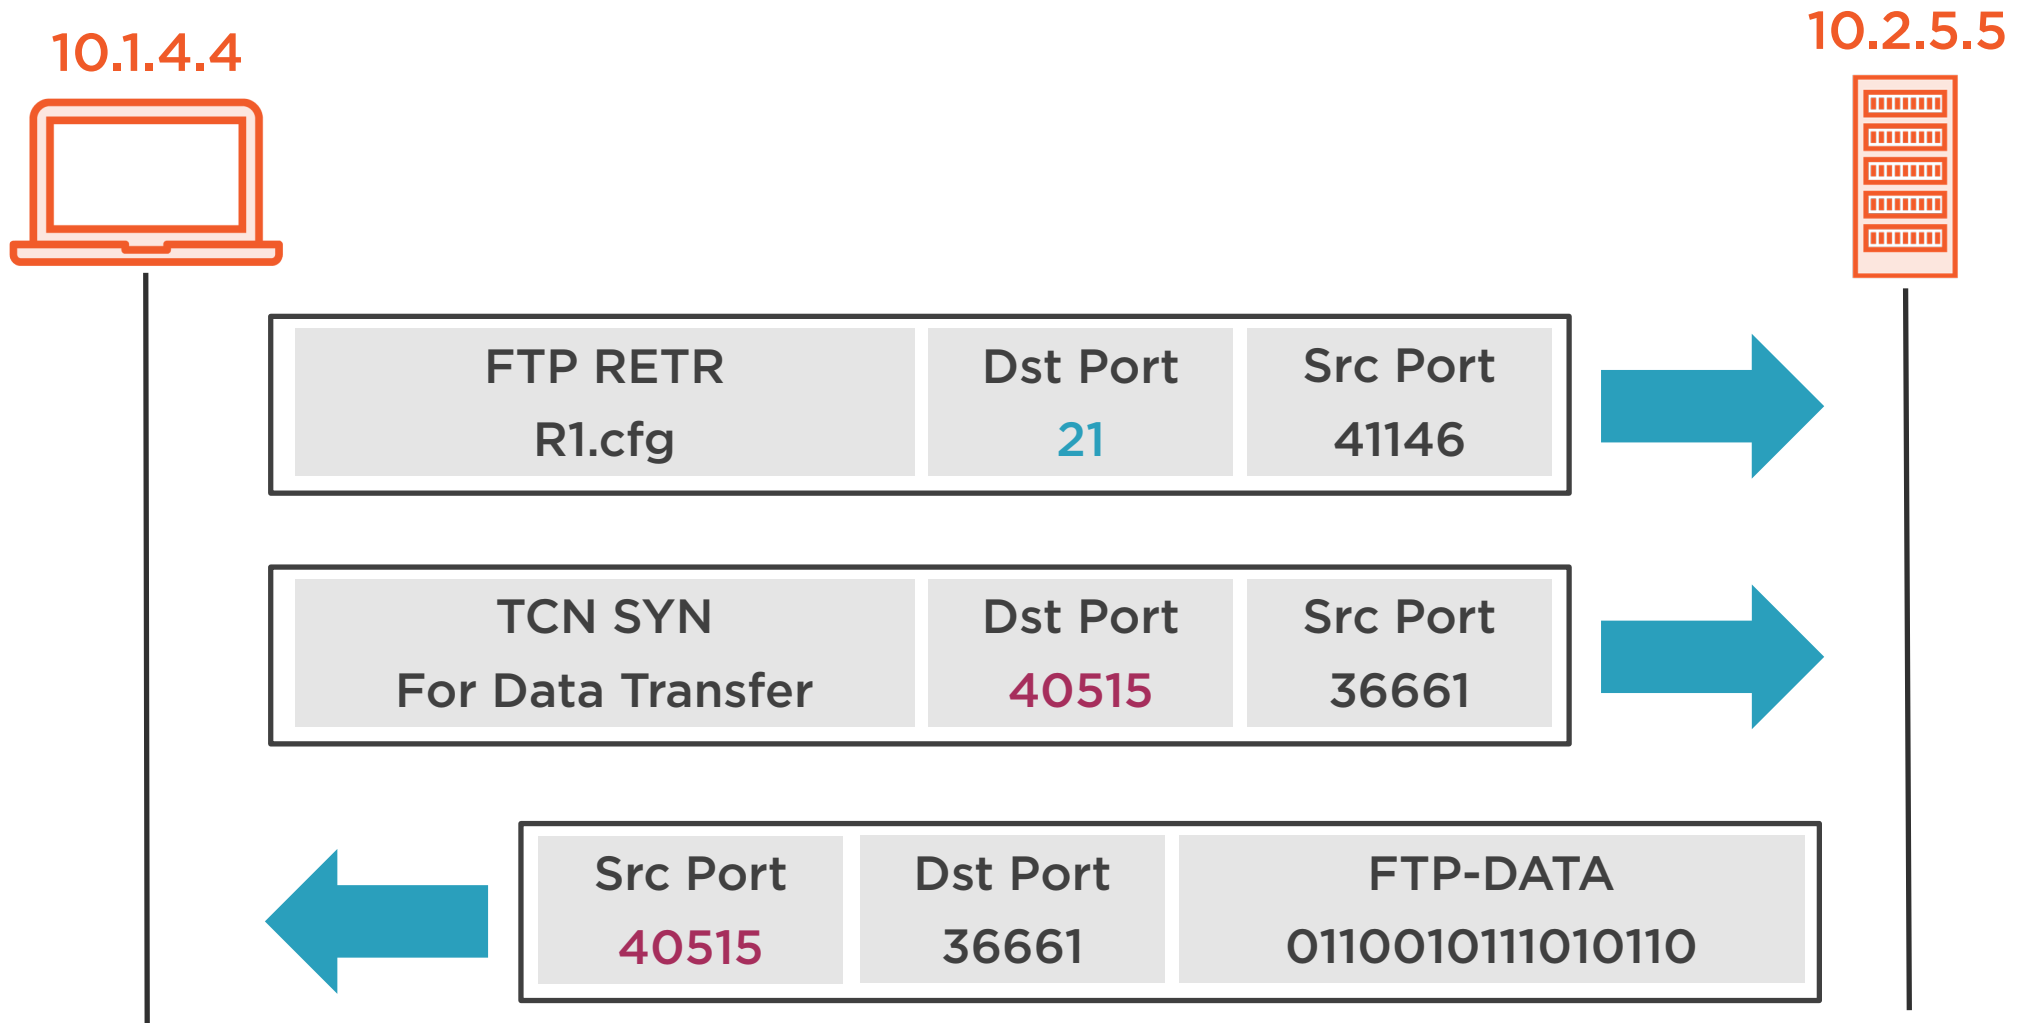 10.1.4.4
10.2.5.5
FTP RETR
R1.cfg
Dst Port
21
Src Port
41146
TCN SYN
For Data Transfer
Dst Port
40515
Src Port
36661
Src Port
40515
Dst Port
36661
FTP-DATA
0110010111010110